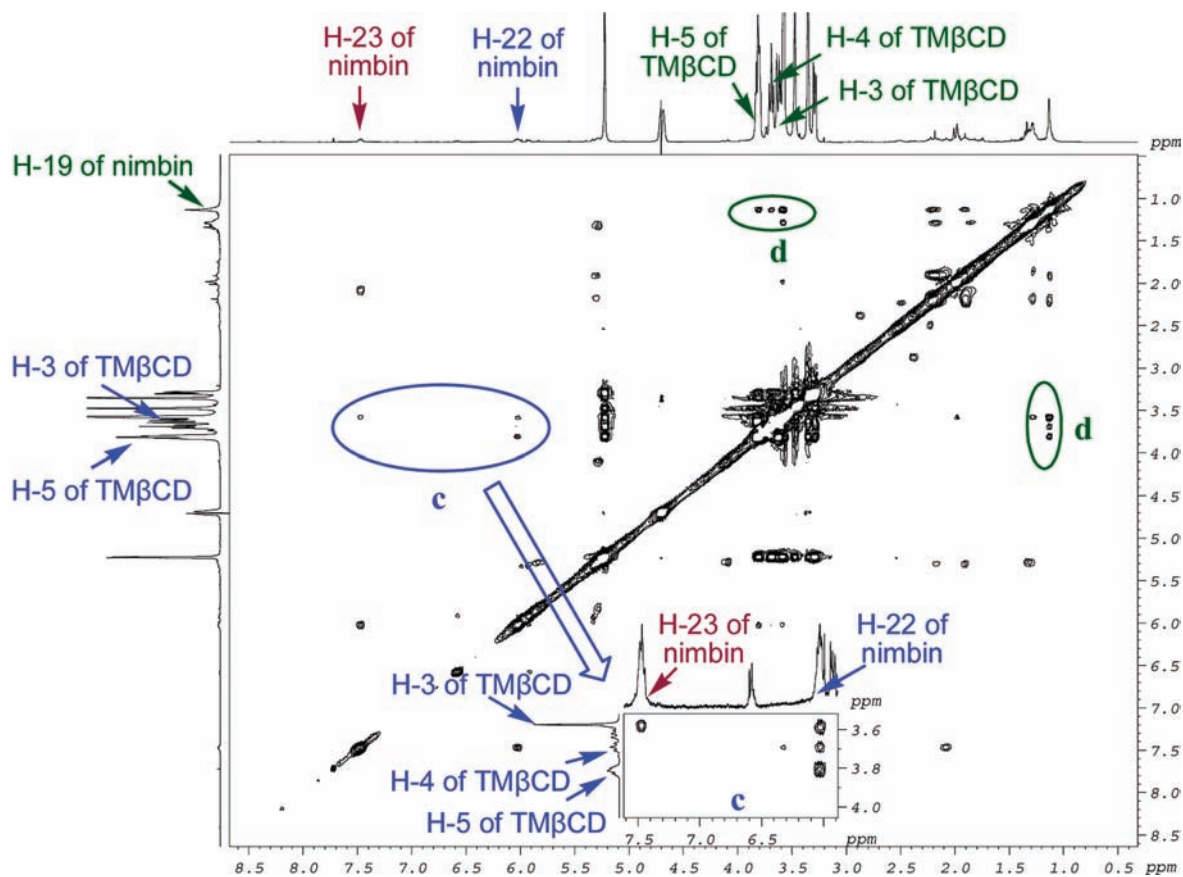 H-23 of
nimbin
H-22 of
nimbin
H-5 of
TMβCD
H-4 of TMβCD
H-3 of TMβCD
ppm
H-19 of nimbin
d
1.0
1.5
2.0
2.5
3.0
3.5
4.0
4.5
5.0
5.5
6.0
6.5
7.0
7.5
8.0
8.5
H-3 of TMβCD
H-5 of TMβCD
c
d
H-23 of
nimbin
H-22 of
nimbin
H-3 of TMβCD
ppm
3.6
3.8
4.0
H-4 of TMβCD
H-5 of TMβCD
c
7.5 7.0 6.5 ppm
8.5 8.0 7.5 7.0 6.5 6.0 5.5 5.0 4.5 4.0 3.5 3.0 2.5 2.0 1.5 1.0 0.5 ppm